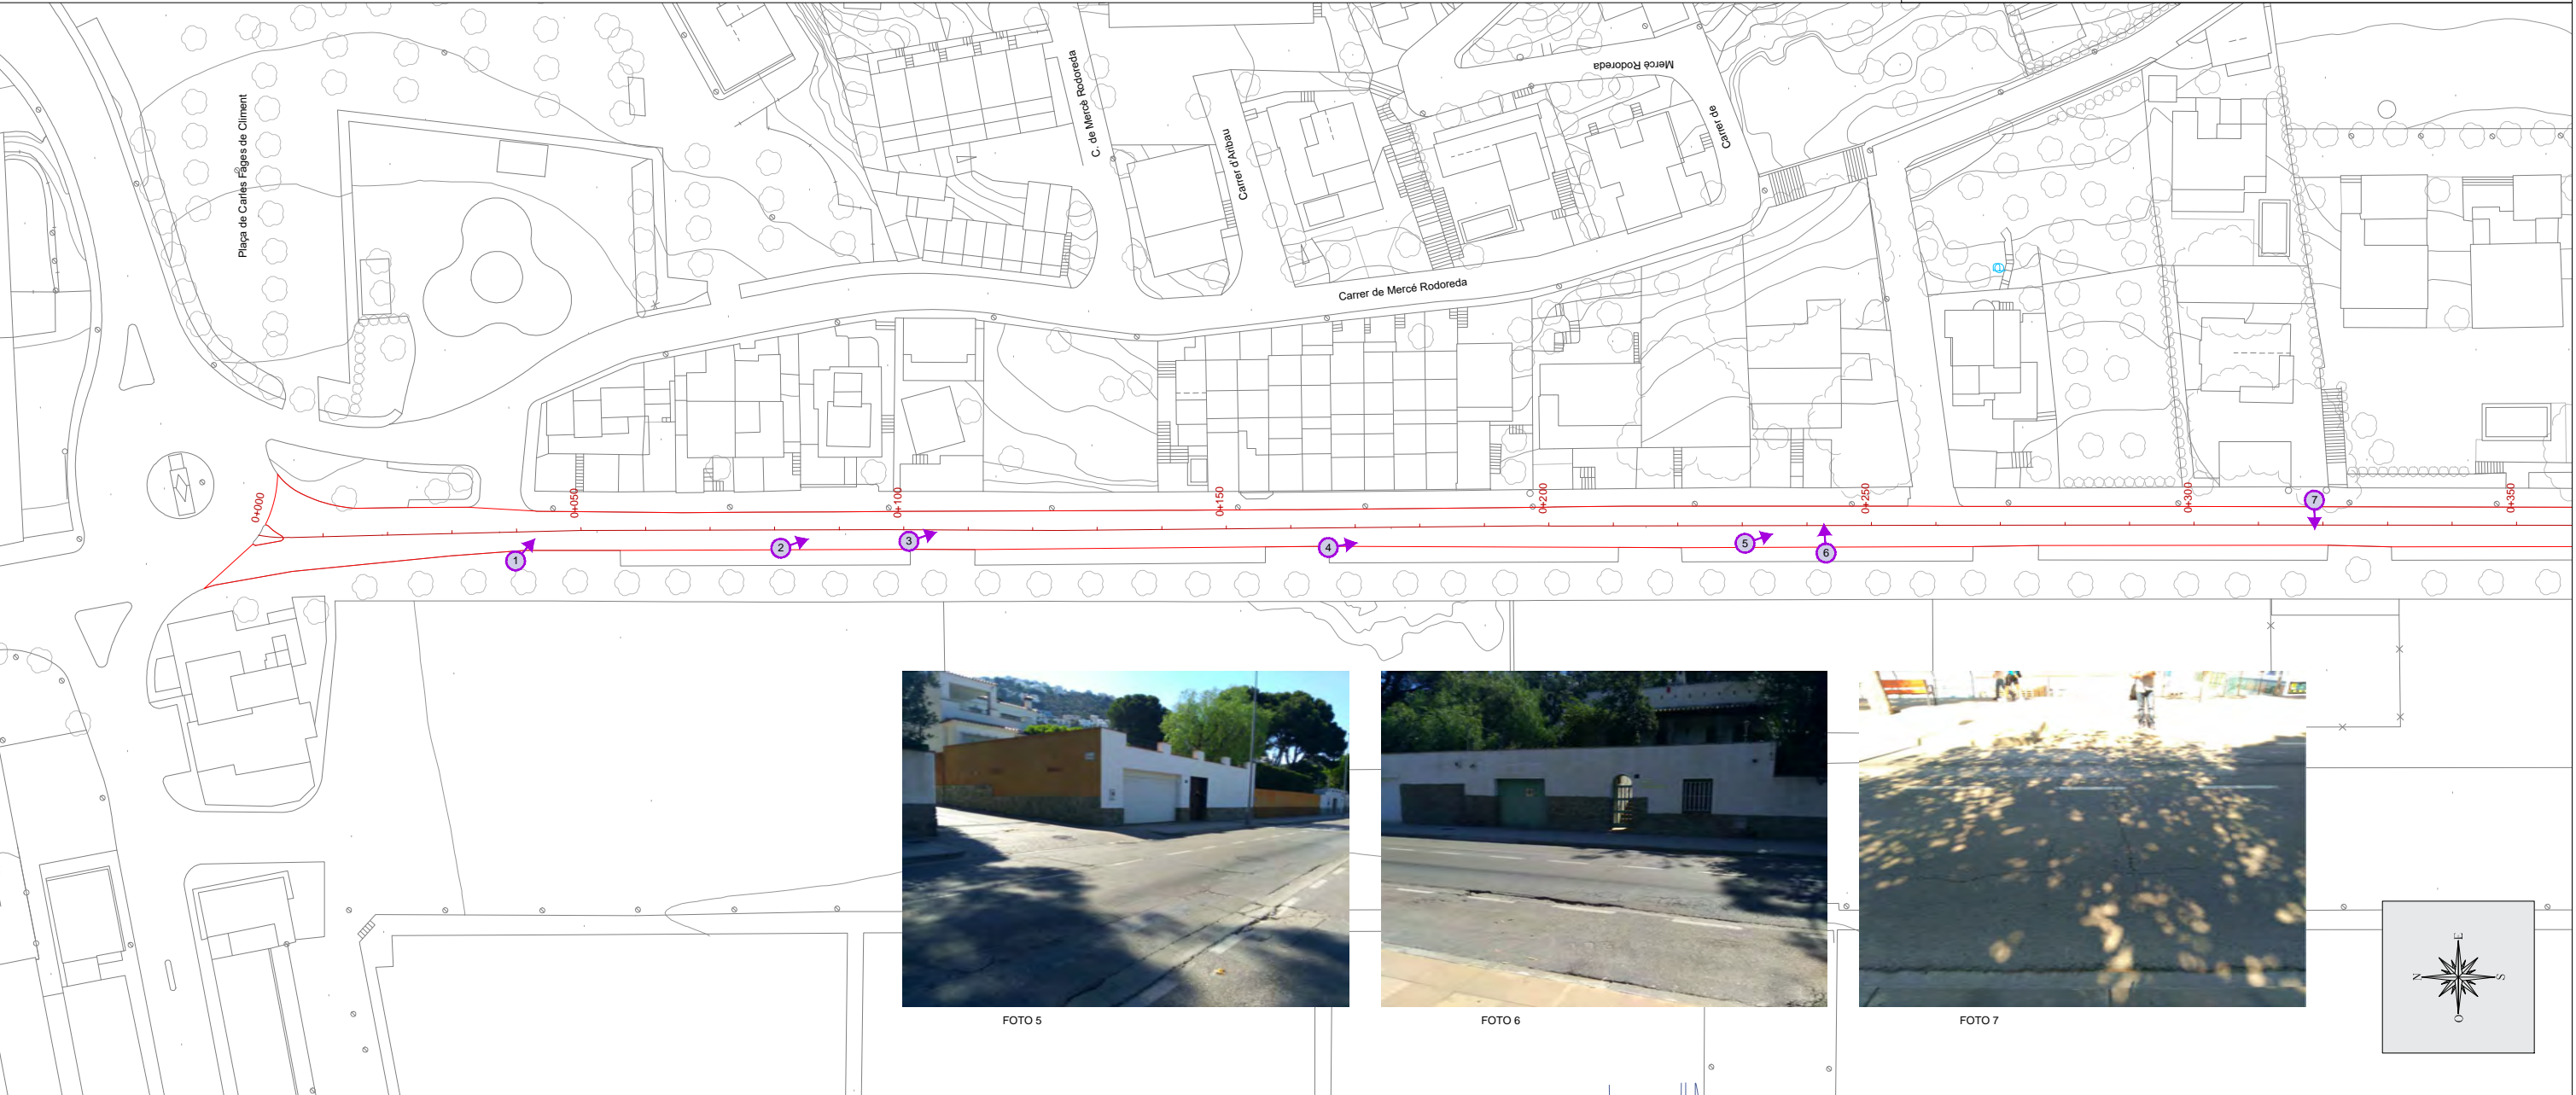 Plaça de Carles Fages de Climent
C. de Mercè Rodoreda
Carrer d'Aribau
Mercè Rodoreda
Carrer de
Carrer de Mercé Rodoreda
0+000
0+050
0+100
0+150
0+200
0+250
0+300
0+350
1
2
3
4
5
6
7
FOTO 5
FOTO 6
FOTO 7
E
N
S
O